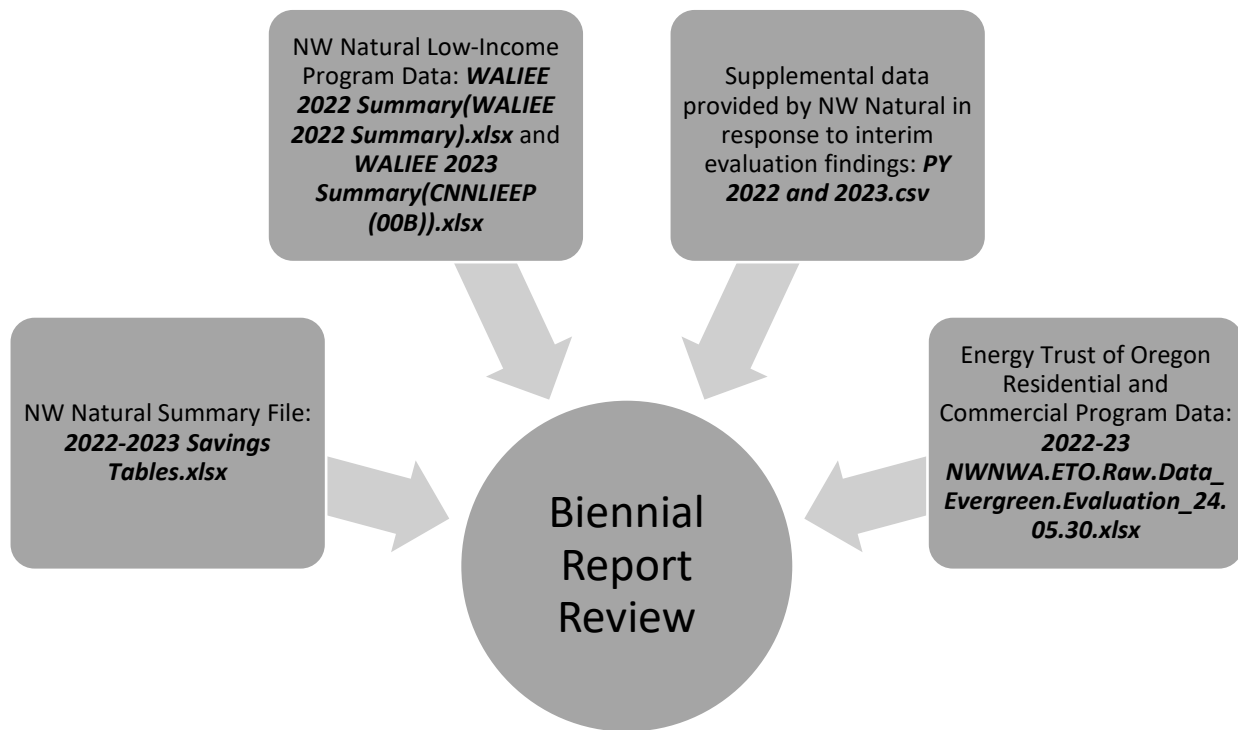 NW Natural Low-Income
Program Data: WALIEE
2022 Summary(WALIEE
2022 Summary).xlsx and
WALIEE 2023
Summary(CNNLIEEP
(00B)).xlsx
Supplemental data
provided by NW Natural in
response to interim
evaluation findings: PY
2022 and 2023.csv
NW Natural Summary File:
2022-2023 Savings
Tables.xlsx
Energy Trust of Oregon
Residential and
Commercial Program Data:
2022-23
NWNWA.ETO.Raw.Data_
Evergreen.Evaluation_24.
05.30.xlsx
Biennial
Report
Review